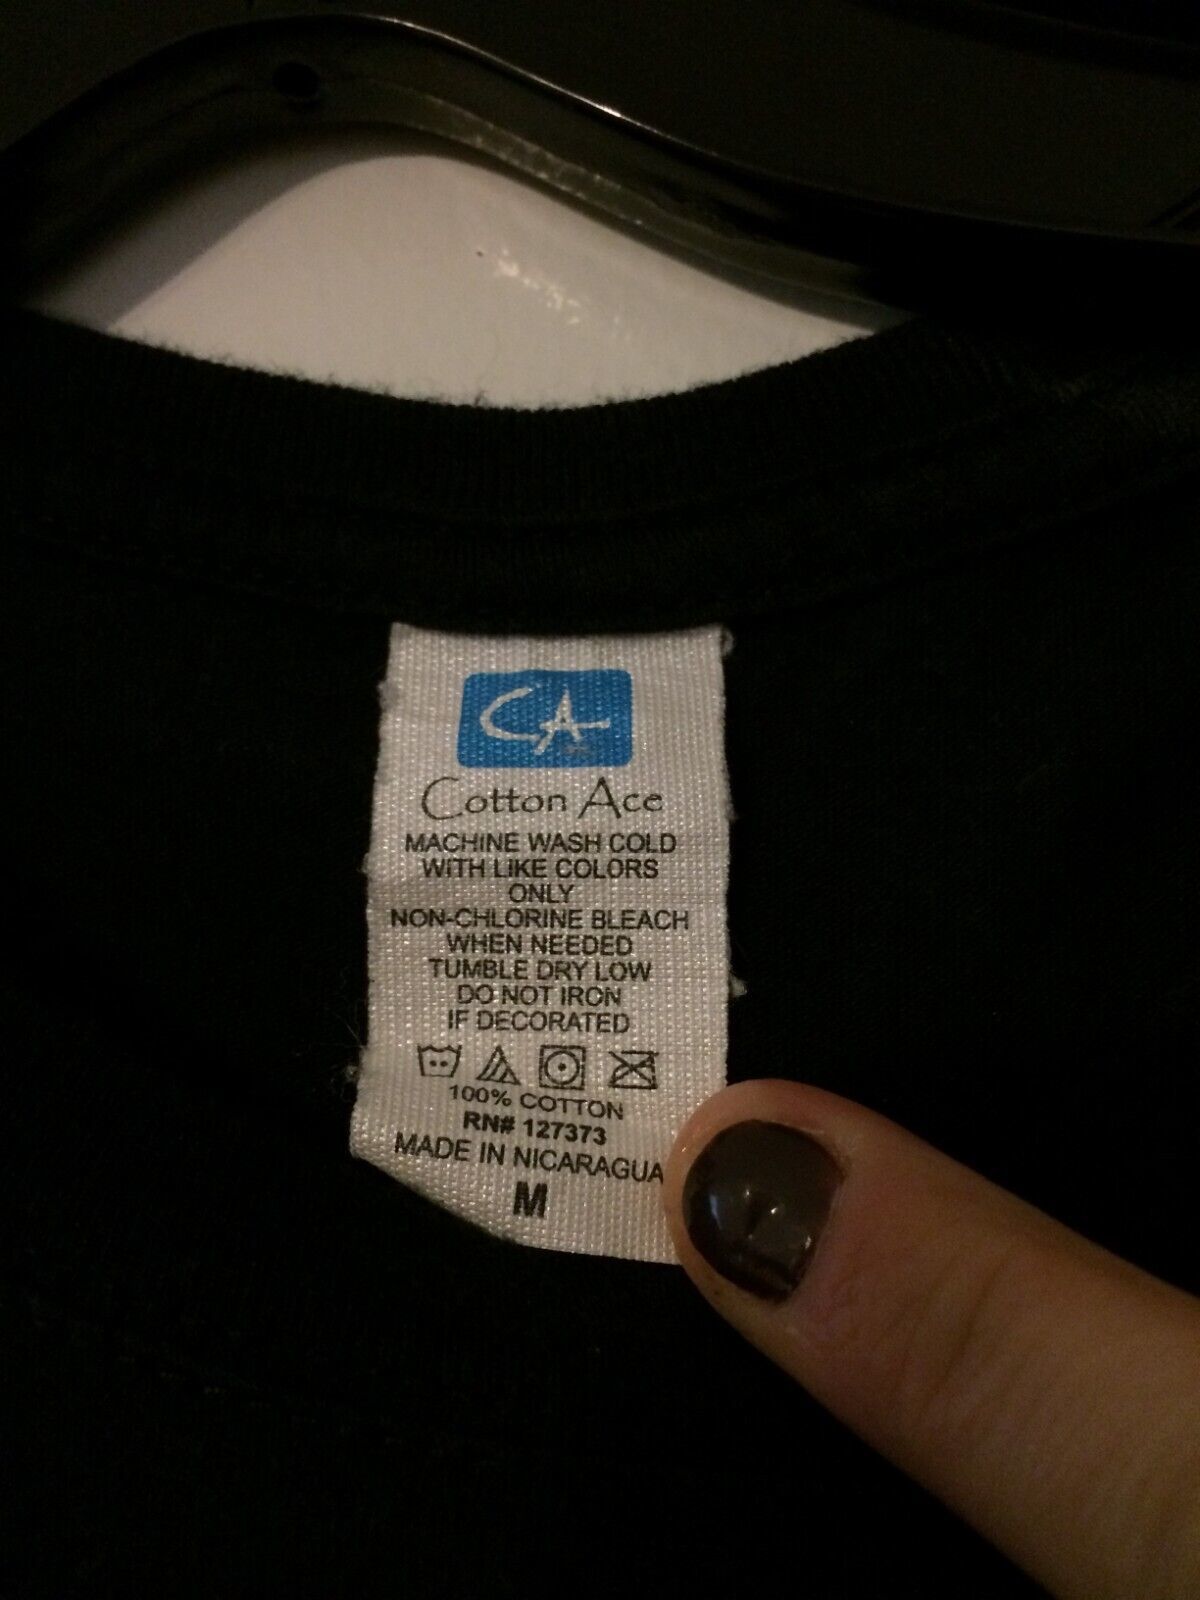 CA
Cotton Ace
MACHINE WASH COLD
WITH LIKE COLORS
ONLY
NON-CHLORINE BLEACH
WHEN NEEDED
TUMBLE DRY LOW
DO NOT IRON
IF DECORATED
100% COTTON
RN# 127373
MADE IN NICARAGUA
M